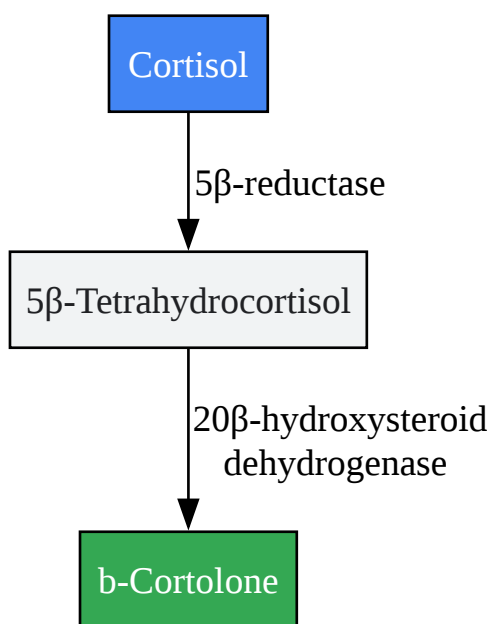 Cortisol
5β-reductase
5β-Tetrahydrocortisol
20β-hydroxysteroid
dehydrogenase
b-Cortolone